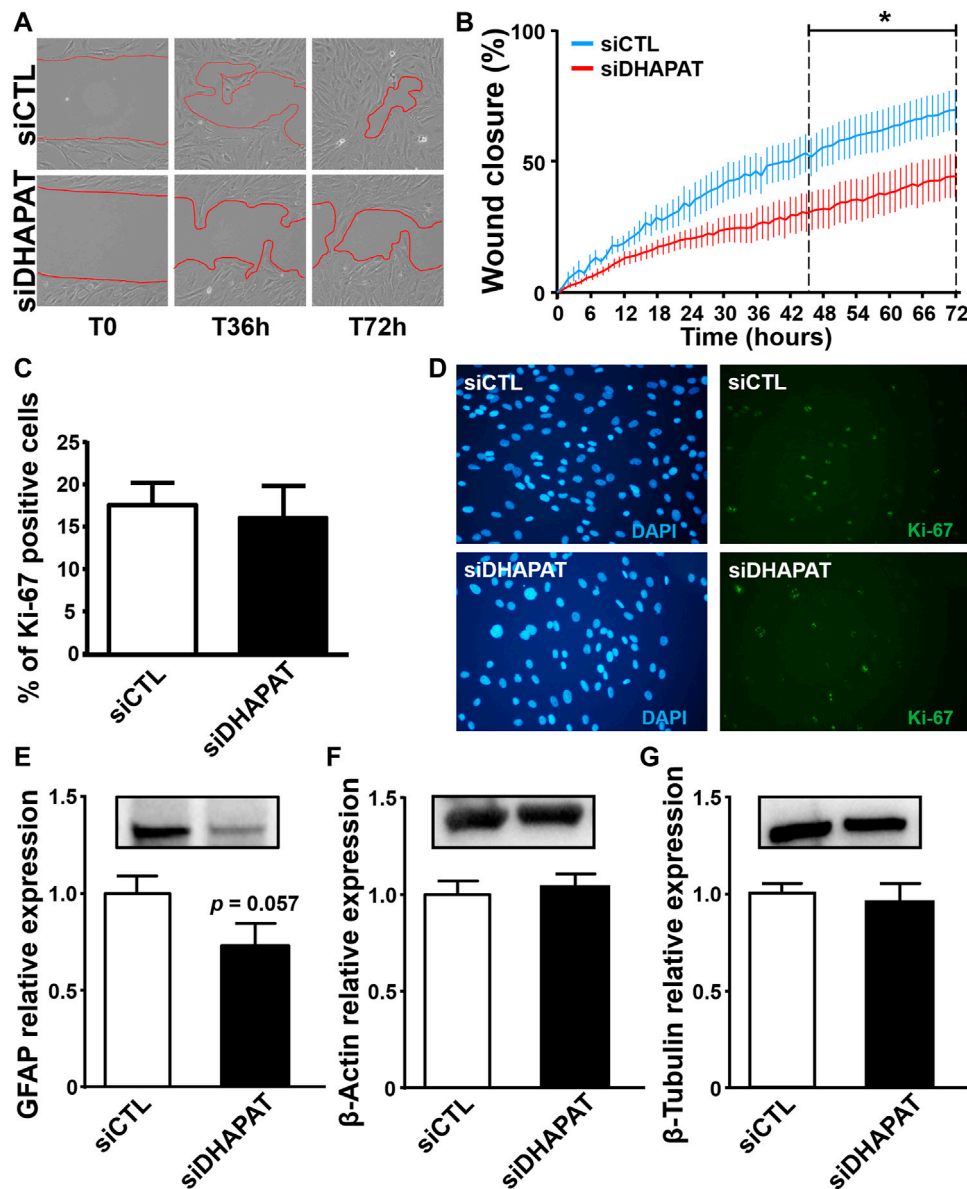 A
siCTL
siDHAPAT
T0 T36h T72h
B
siCTL
siDHAPAT
*
Wound closure (%)
100
50
0
0 6 12 18 24 30 36 42 48 54 60 66 72
Time (hours)
C
% of Ki-67 positive cells
25
20
15
10
5
0
siCTL
siDHAPAT
D
siCTL
DAPI
siCTL
Ki-67
siDHAPAT
DAPI
siDHAPAT
Ki-67
E
GFAP relative expression
1.5
1.0
0.5
0
p = 0.057
siCTL
siDHAPAT
F
β-Actin relative expression
1.5
1.0
0.5
0
siCTL
siDHAPAT
G
β-Tubulin relative expression
1.5
1.0
0.5
0
siCTL
siDHAPAT